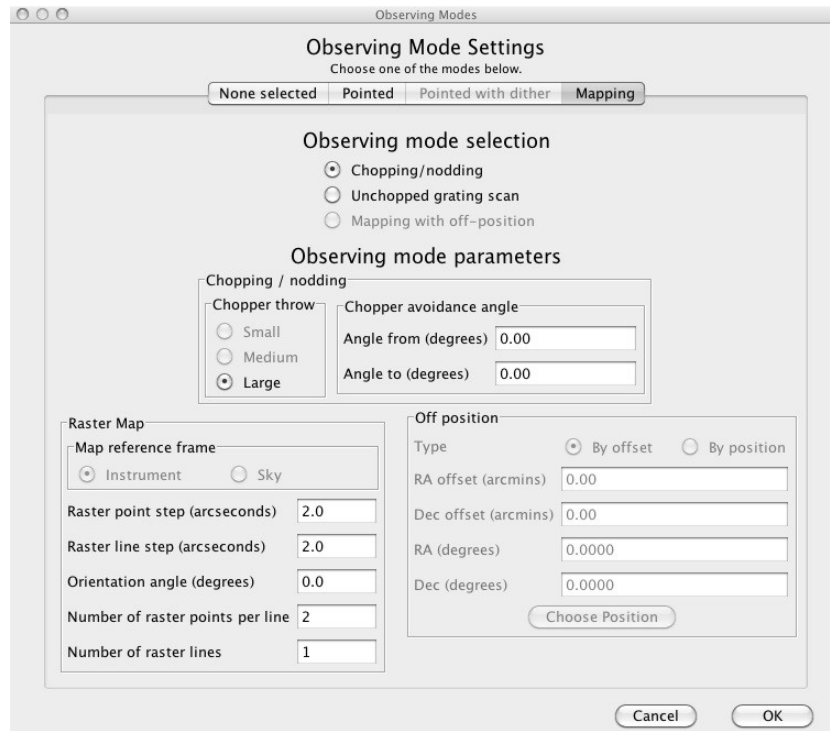 Observing Modes
Observing Mode Settings
Choose one of the modes below.
None selected Pointed Pointed with dither Mapping
Observing mode selection
Chopping/nodding
Unchopped grating scan
Mapping with off-position
Observing mode parameters
Chopping / nodding
Chopper throw
Small
Medium
Large
Chopper avoidance angle
Angle from (degrees) 0.00
Angle to (degrees) 0.00
Raster Map
Map reference frame
Instrument Sky
Raster point step (arcseconds) 2.0
Raster line step (arcseconds) 2.0
Orientation angle (degrees) 0.0
Number of raster points per line 2
Number of raster lines 1
Off position
Type By offset By position
RA offset (arcmins) 0.00
Dec offset (arcmins) 0.00
RA (degrees) 0.0000
Dec (degrees) 0.0000
Choose Position
Cancel OK